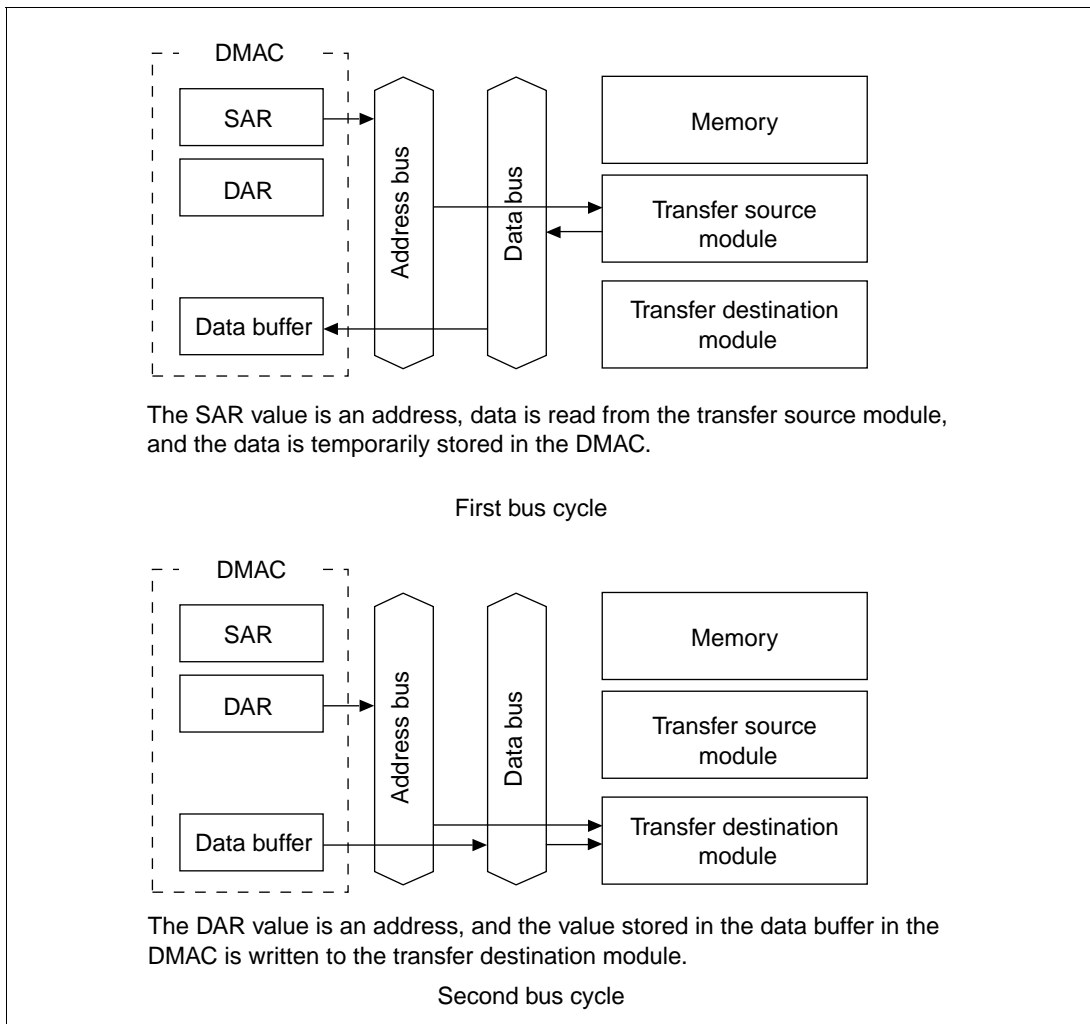 DMAC
SAR
DAR
Data buffer
Address bus
Data bus
Memory
Transfer source
module
Transfer destination
module
The SAR value is an address, data is read from the transfer source module,
and the data is temporarily stored in the DMAC.
First bus cycle
DMAC
SAR
DAR
Data buffer
Address bus
Data bus
Memory
Transfer source
module
Transfer destination
module
The DAR value is an address, and the value stored in the data buffer in the
DMAC is written to the transfer destination module.
Second bus cycle